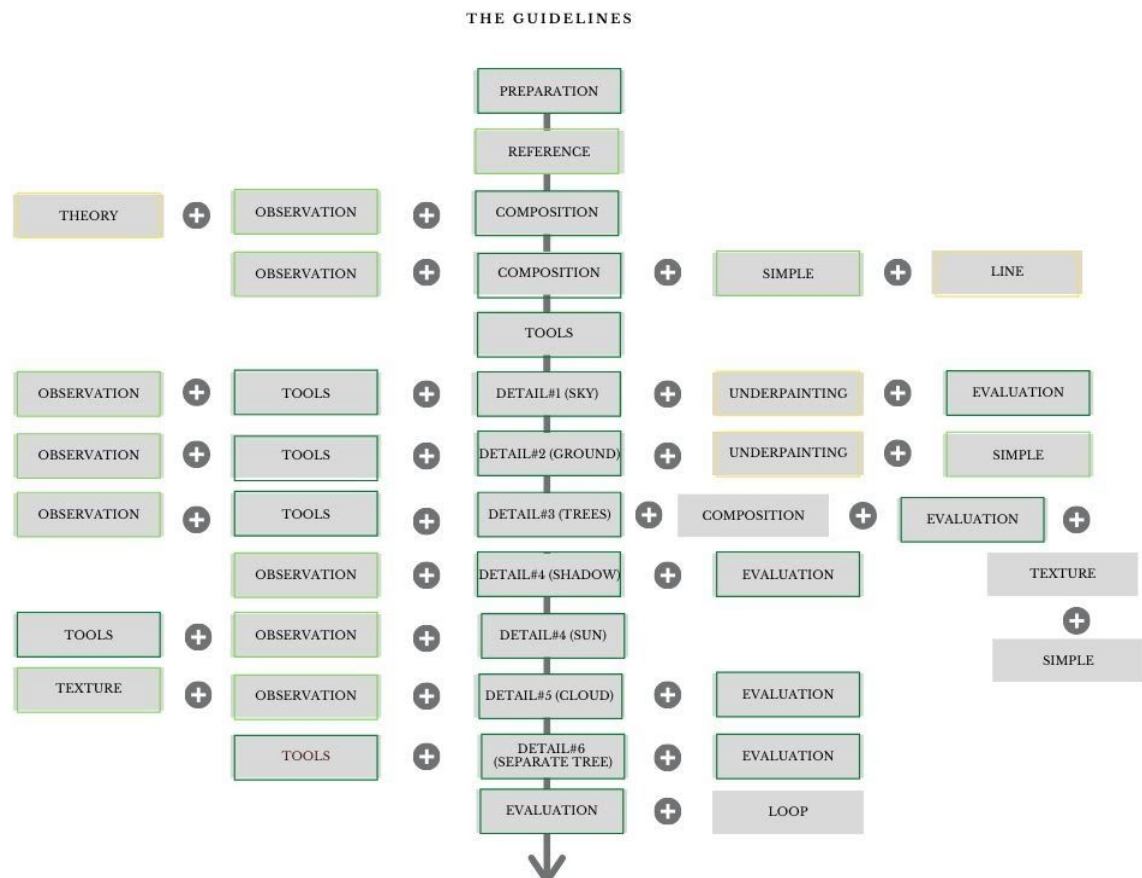 THE GUIDELINES
PREPARATION
REFERENCE
THEORY OBSERVATION COMPOSITION
OBSERVATION COMPOSITION SIMPLE LINE
TOOLS
OBSERVATION TOOLS DETAIL#1 (SKY) UNDERPAINTING EVALUATION
OBSERVATION TOOLS DETAIL#2 (GROUND) UNDERPAINTING SIMPLE
OBSERVATION TOOLS DETAIL#3 (TREES) COMPOSITION EVALUATION
OBSERVATION DETAIL#4 (SHADOW) EVALUATION TEXTURE
TOOLS OBSERVATION DETAIL#4 (SUN)
SIMPLE
TEXTURE OBSERVATION DETAIL#5 (CLOUD) EVALUATION
TOOLS DETAIL#6
(SEPARATE TREE) EVALUATION
EVALUATION LOOP